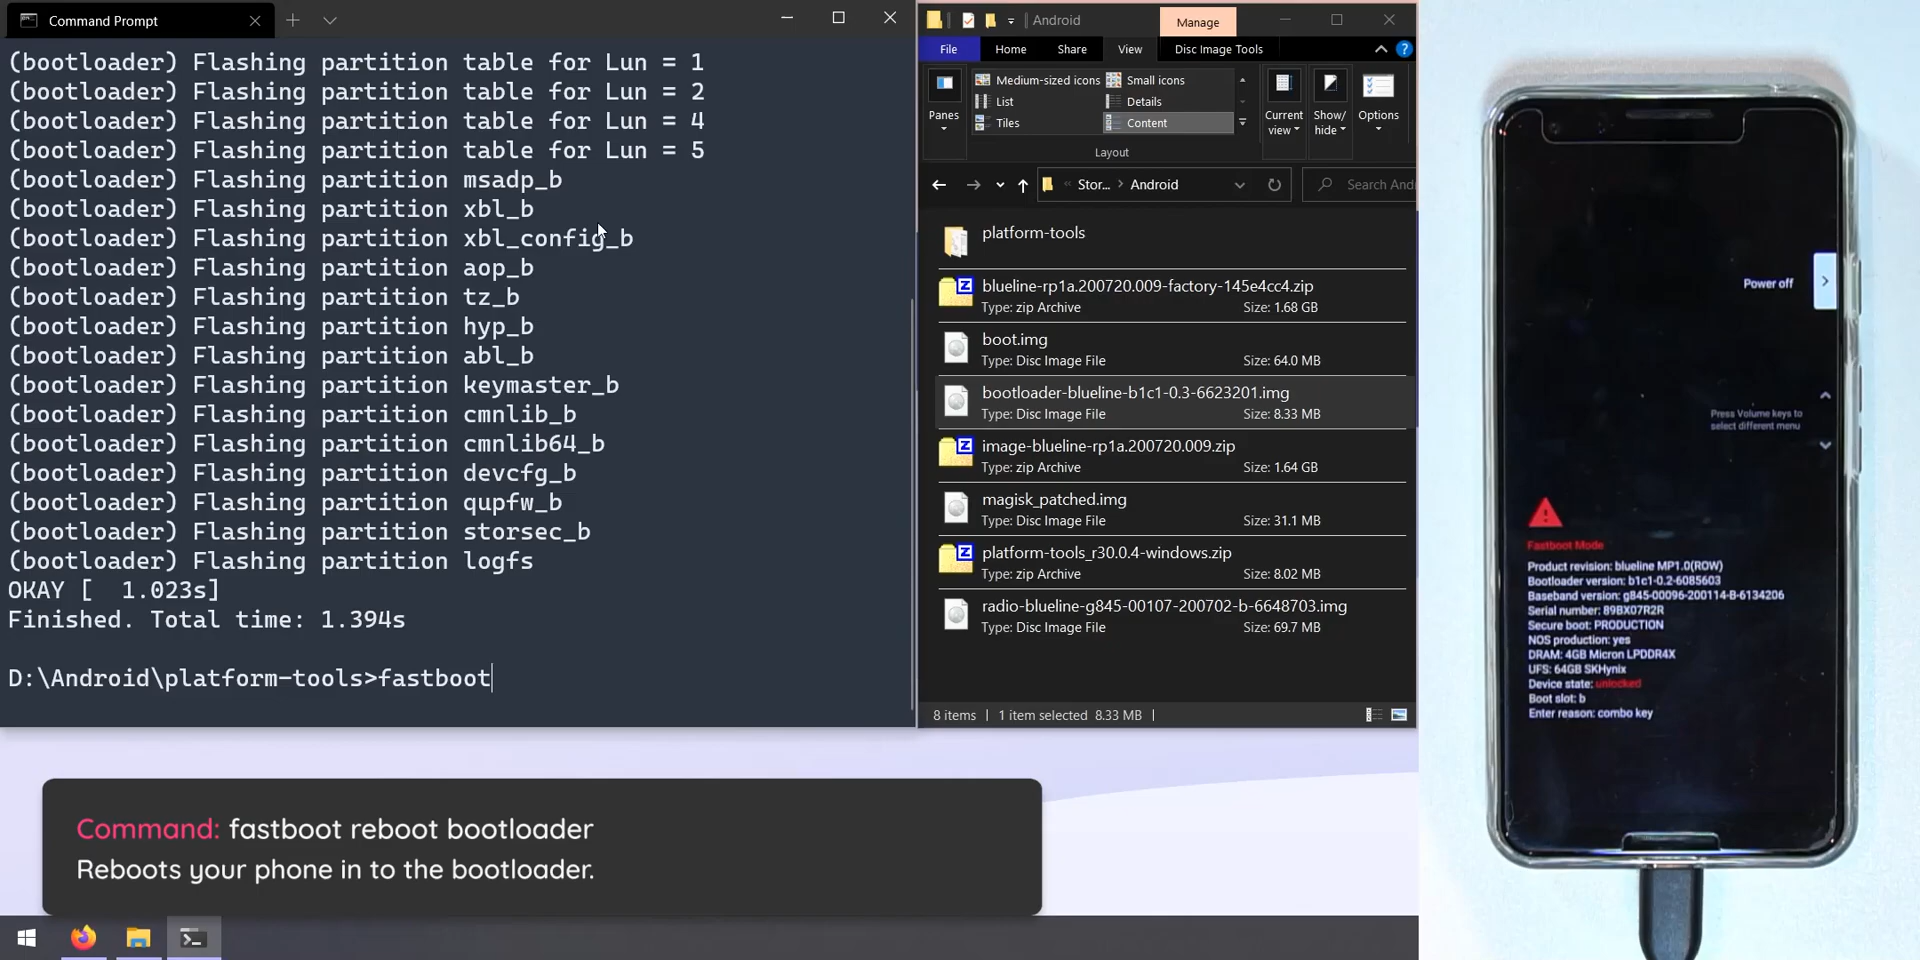 Command Prompt
(bootloader) Flashing partition table for Lun = 1
(bootloader) Flashing partition table for Lun = 2
(bootloader) Flashing partition table for Lun = 4
(bootloader) Flashing partition table for Lun = 5
(bootloader) Flashing partition msadp_b
(bootloader) Flashing partition xbl_b
(bootloader) Flashing partition xbl_config_b
(bootloader) Flashing partition aop_b
(bootloader) Flashing partition tz_b
(bootloader) Flashing partition hyp_b
(bootloader) Flashing partition abl_b
(bootloader) Flashing partition keymaster_b
(bootloader) Flashing partition cmnlib_b
(bootloader) Flashing partition cmnlib64_b
(bootloader) Flashing partition devcfg_b
(bootloader) Flashing partition qupfw_b
(bootloader) Flashing partition storsec_b
(bootloader) Flashing partition logfs
OKAY [  1.023s]
Finished. Total time: 1.394s
D:\Android\platform-tools>fastboot
Android
Manage
File Home Share View Disc Image Tools
Panes
Medium-sized icons Small icons
List Details
Tiles Content
Layout
Current view
Show/ hide
Options
« Stor... > Android
Search And
platform-tools
blueline-rp1a.200720.009-factory-145e4cc4.zip
Type: zip Archive Size: 1.68 GB
boot.img
Type: Disc Image File Size: 64.0 MB
bootloader-blueline-b1c1-0.3-6623201.img
Type: Disc Image File Size: 8.33 MB
image-blueline-rp1a.200720.009.zip
Type: zip Archive Size: 1.64 GB
magisk_patched.img
Type: Disc Image File Size: 31.1 MB
platform-tools_r30.0.4-windows.zip
Type: zip Archive Size: 8.02 MB
radio-blueline-g845-00107-200702-b-6648703.img
Type: Disc Image File Size: 69.7 MB
8 items | 1 item selected 8.33 MB |
Command: fastboot reboot bootloader
Reboots your phone in to the bootloader.
Power off
Press Volume keys to
select different menu
Fastboot Mode
Product revision: blueline MP1.0(ROW)
Bootloader version: b1c1-0.2-6085603
Baseband version: g845-00096-200114-B-6134206
Serial number: 89BX07R2R
Secure boot: PRODUCTION
NOS production: yes
DRAM: 4GB Micron LPDDR4X
UFS: 64GB SKHynix
Device state: unlocked
Boot slot: b
Enter reason: combo key